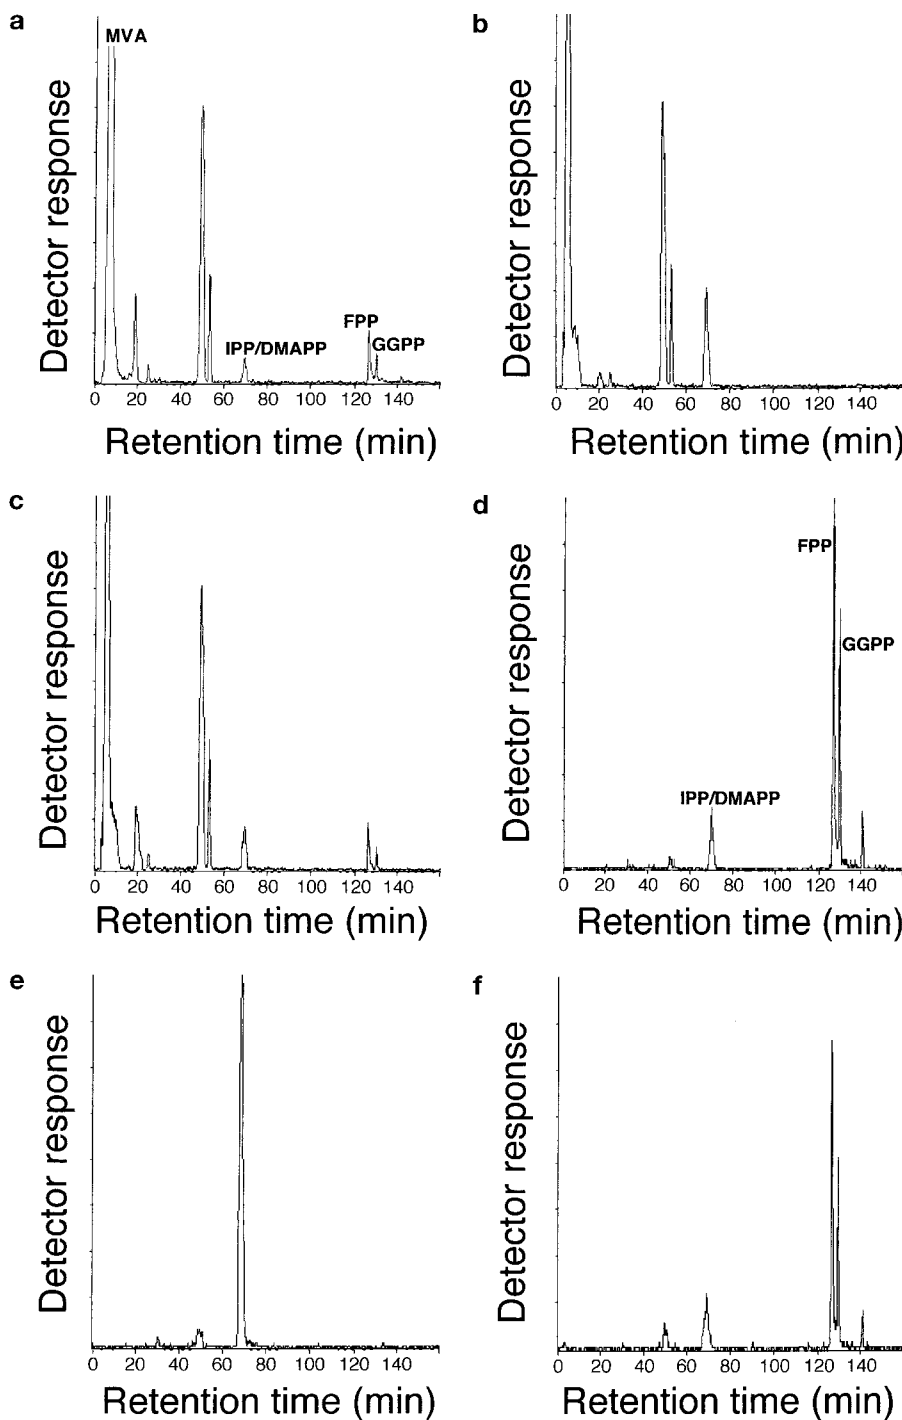 a
MVA
IPP/DMAPP
FPP
GGPP
Detector response
0 20 40 60 80 100 120 140
Retention time (min)
b
Detector response
0 20 40 60 80 100 120 140
Retention time (min)
c
Detector response
0 20 40 60 80 100 120 140
Retention time (min)
d
FPP
GGPP
IPP/DMAPP
Detector response
0 20 40 60 80 100 120 140
Retention time (min)
e
Detector response
0 20 40 60 80 100 120 140
Retention time (min)
f
Detector response
0 20 40 60 80 100 120 140
Retention time (min)